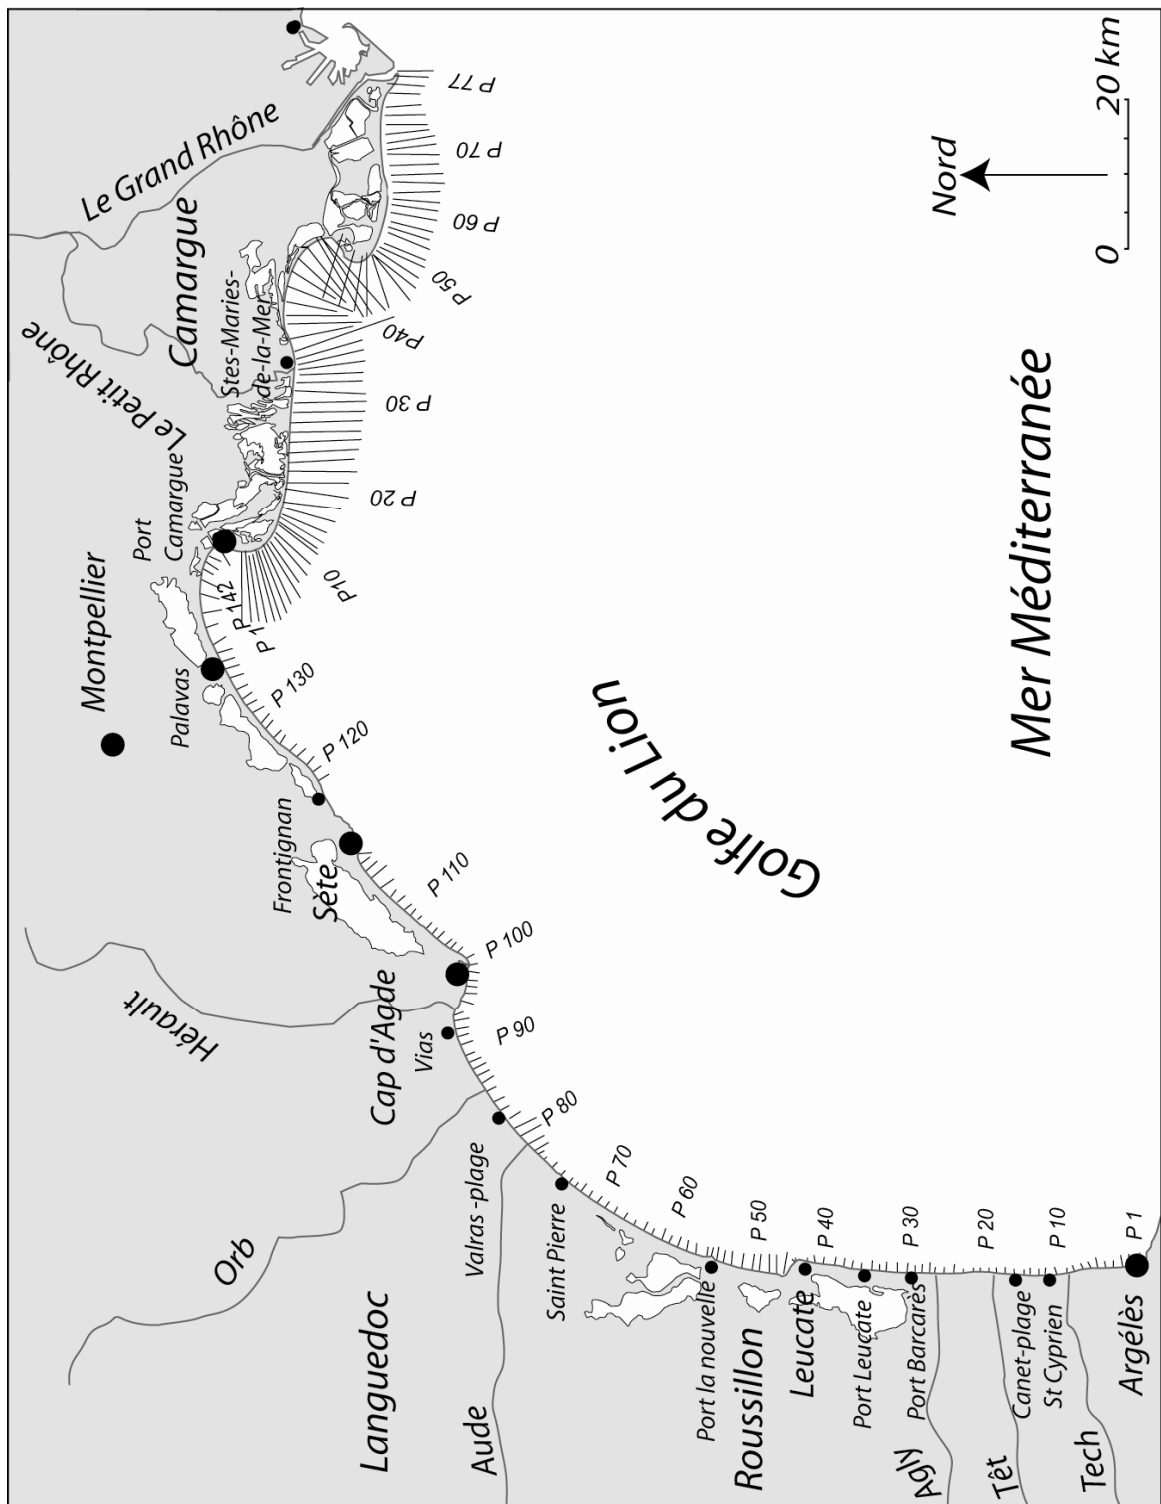 Le Grand Rhône
Camargue
Stes-Maries-
de-la-Mer
Le Petit Rhône
Port
Camargue
Montpellier
Palavas
Frontignan
Sète
Hérault
Cap d'Agde
Vias
Orb
Valras -plage
Saint Pierre
Languedoc
Aude
Port la nouvelle
Roussillon
Leucate
Port Leucate
Port Barcarès
Agly
Têt
Canet-plage
St Cyprien
Tech
Argélès
P 77
P 70
P 60
P 50
P40
P 30
P 20
P10
P 1
P 142
P 130
P 120
P 110
P 100
P 90
P 80
P 70
P 60
P 50
P 40
P 30
P 20
P 10
P 1
Golfe du Lion
Mer Méditerranée
Nord
0 20 km